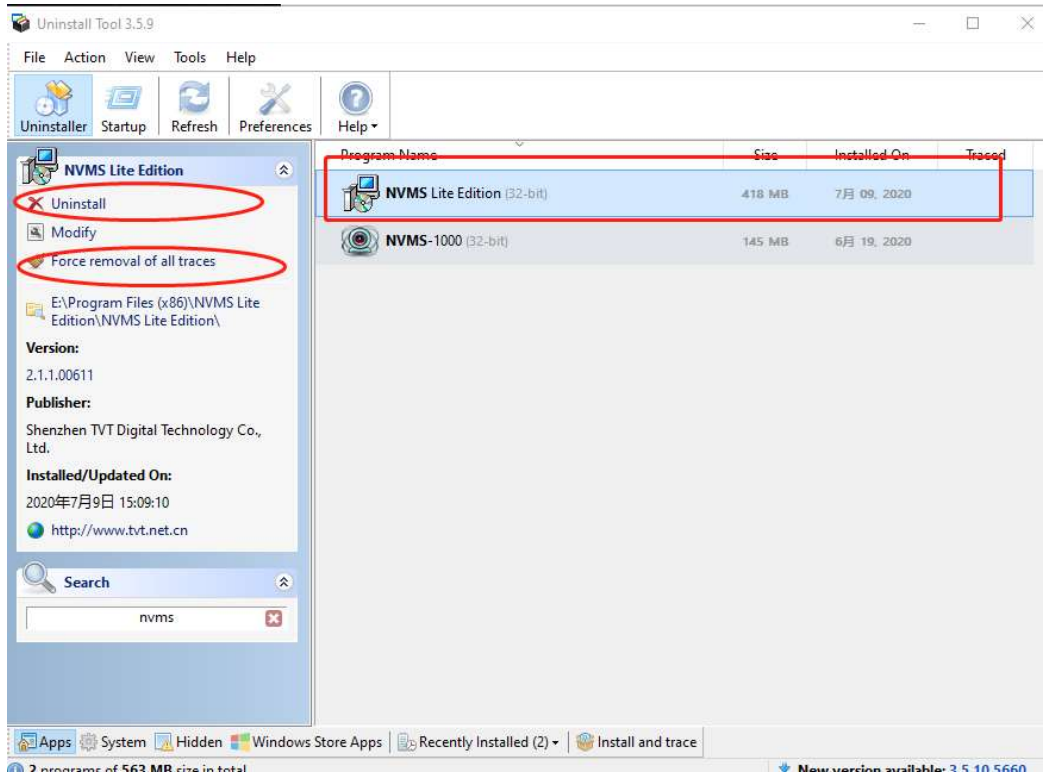 Uninstall Tool 3.5.9
File Action View Tools Help
Uninstaller Startup Refresh Preferences Help
NVMS Lite Edition
Uninstall
Modify
Force removal of all traces
E:\Program Files (x86)\NVMS Lite
Edition\NVMS Lite Edition\
Version:
2.1.1.00611
Publisher:
Shenzhen TVT Digital Technology Co.,
Ltd.
Installed/Updated On:
2020年7月9日 15:09:10
http://www.tvt.net.cn
Search
nvms
Program Name Size Installed On Traced
NVMS Lite Edition (32-bit) 418 MB 7月 09, 2020
NVMS-1000 (32-bit) 145 MB 6月 19, 2020
Apps System Hidden Windows Store Apps Recently Installed (2) Install and trace
2 programs of 563 MB size in total New version available: 3.5.10.5660